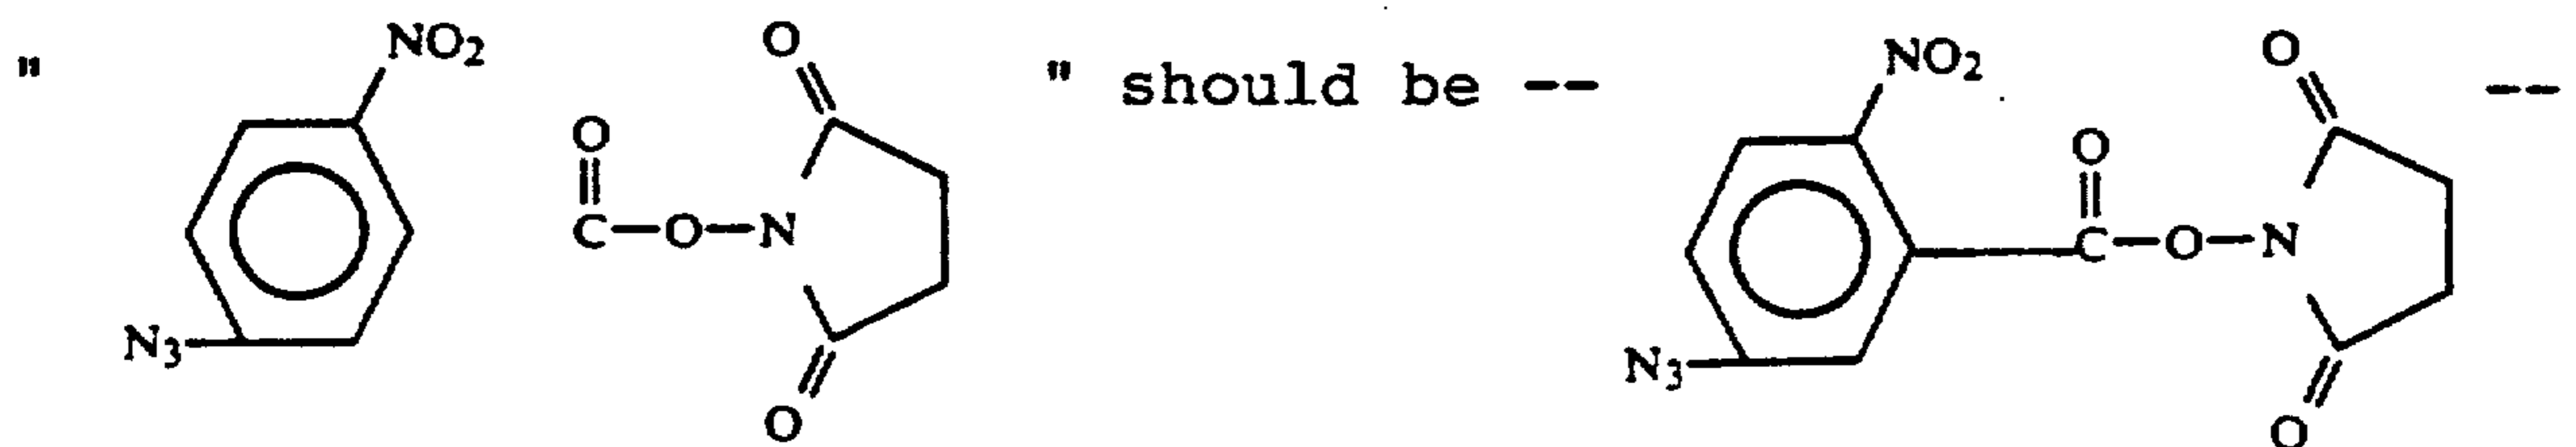 " NO2 O O C—O—N N3 O " should be -- NO2 O O C—O—N N3 O --